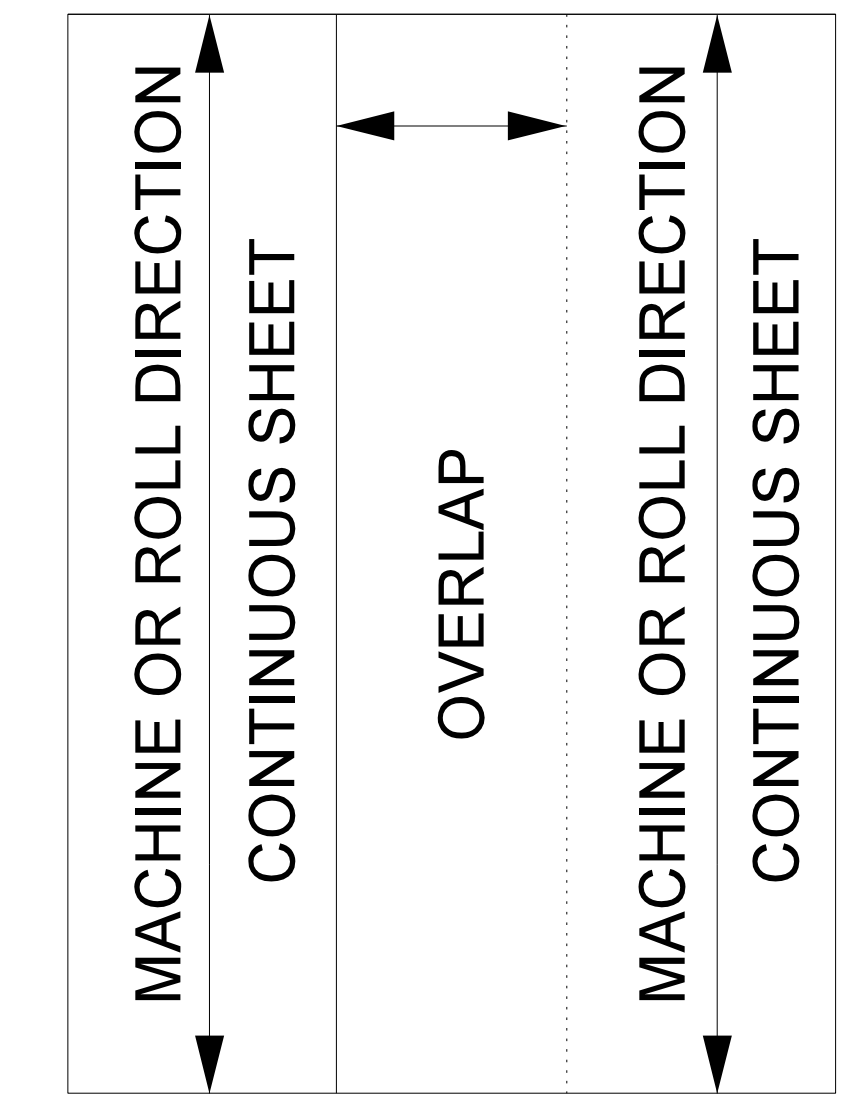 MACHINE OR ROLL DIRECTION
CONTINUOUS SHEET
OVERLAP
MACHINE OR ROLL DIRECTION
CONTINUOUS SHEET